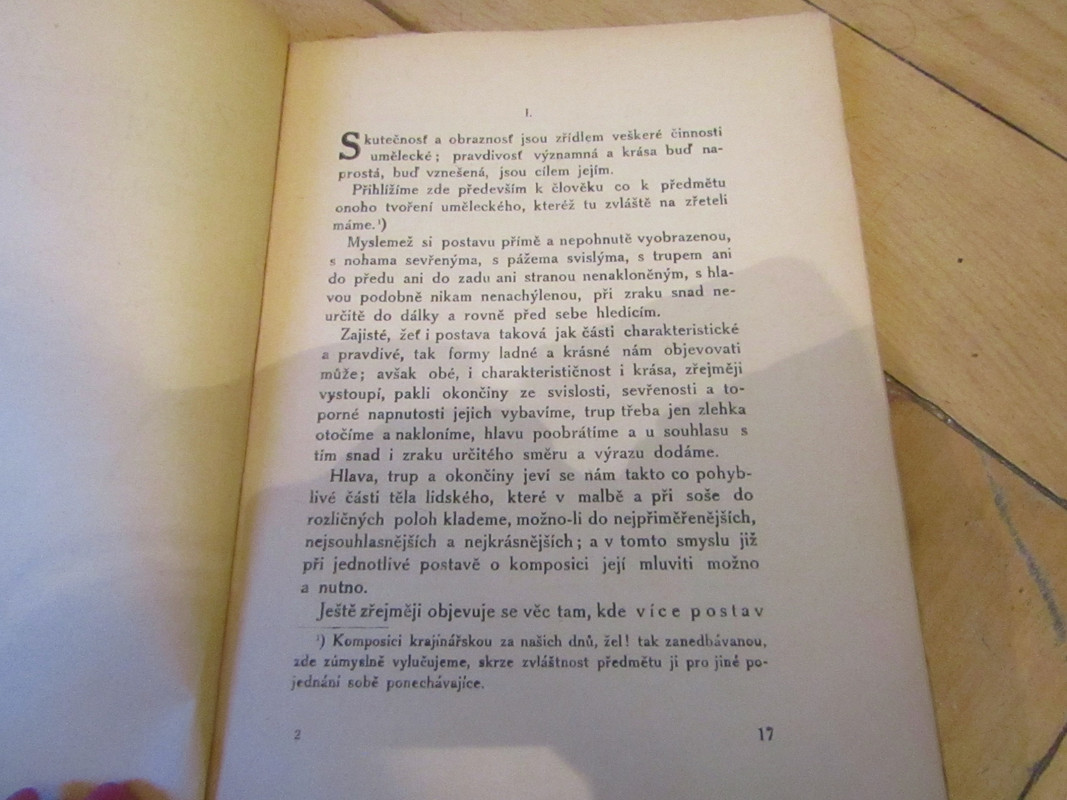 I.
Skutečnosť a obraznosť jsou zřídlem veškeré činnosti
umělecké; pravdivosť významná a krása buď na-
prostá, buď vznešená, jsou cílem jejím.
Přihlížíme zde především k člověku co k předmětu
onoho tvoření uměleckého, kteréž tu zvláště na zřeteli
máme.¹)
Myslemež si postavu přímě a nepohnutě vyobrazenou,
s nohama sevřenýma, s pážema svislýma, s trupem ani
do předu ani do zadu ani stranou nenakloněným, s hla-
vou podobně nikam nenachýlenou, při zraku snad ne-
určitě do dálky a rovně před sebe hledicím.
Zajisté, žeť i postava taková jak části charakteristické
a pravdivé, tak formy ladné a krásné nám objevovati
může; avšak obé, i charakterističnost i krása, zřejměji
vystoupí, pakli okončiny ze svislosti, sevřenosti a to-
porné napnutosti jejich vybavíme, trup třeba jen zlehka
otočíme a nakloníme, hlavu poobrátíme a u souhlasu s
tím snad i zraku určitého směru a výrazu dodáme.
Hlava, trup a okončiny jeví se nám takto co pohyb-
livé části těla lidského, které v malbě a při soše do
rozličných poloh klademe, možno-li do nejpřiměřenějších,
nejsouhlasnějších a nejkrásnějších; a v tomto smyslu již
při jednotlivé postavě o komposici její mluviti možno
a nutno.
Ještě zřejměji objevuje se věc tam, kde více postav
¹) Komposici krajinářskou za našich dnů, žel! tak zanedbávanou,
zde zúmyslně vylučujeme, skrze zvláštnost předmětu ji pro jiné po-
jednání sobě ponechávajíce.
2
17